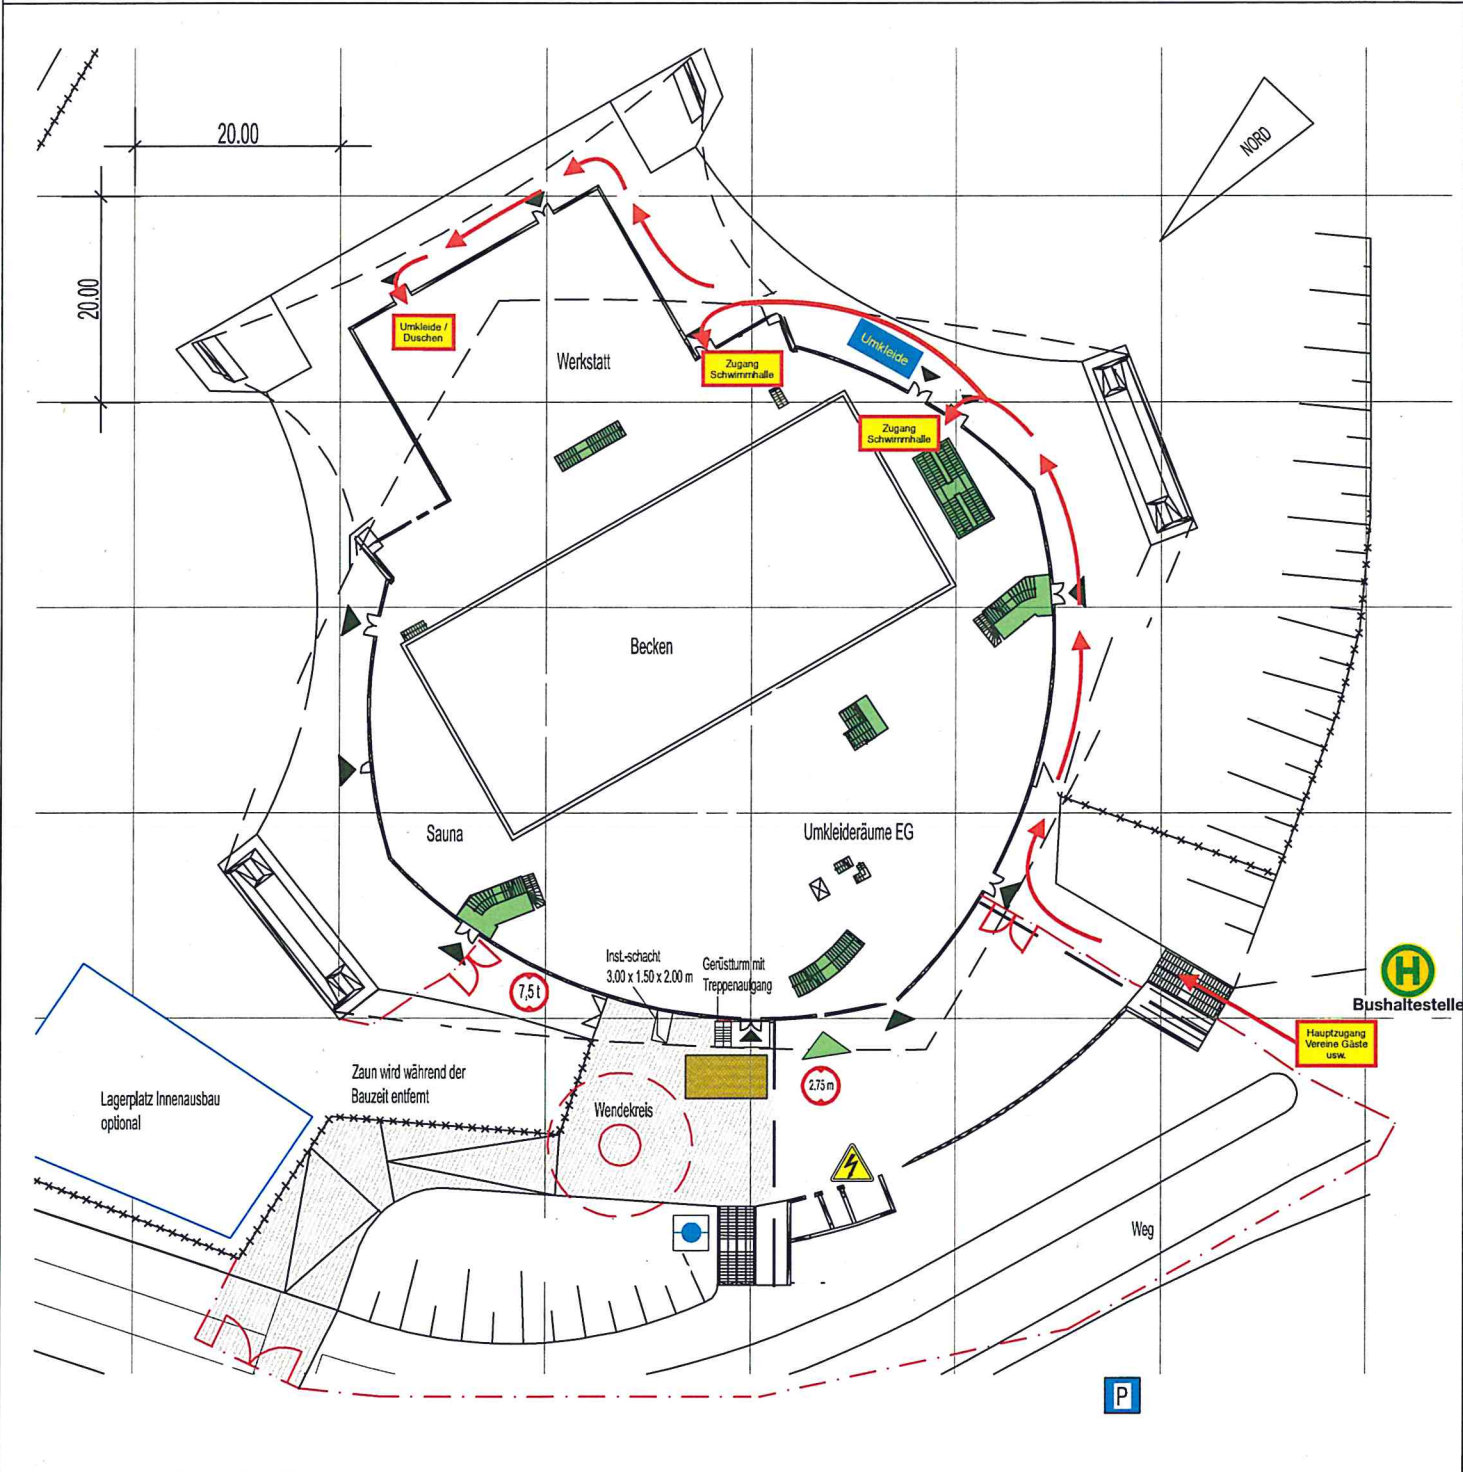 20.00
NORD
20.00
Umkleide /
Duschen
Werkstatt
Zugang
Schwimmhalle
Umkleide
Zugang
Schwimmhalle
Becken
Sauna
Umkleideräume EG
Inst.-schacht
3.00 x 1.50 x 2.00 m
Gerüstturm mit
Treppenaufgang
7,5 t
H
Bushaltestelle
Hauptzugang
Vereine Gäste
usw.
2.75 m
Zaun wird während der
Bauzeit entfernt
Lagerplatz Innenausbau
optional
Wendekreis
Weg
P